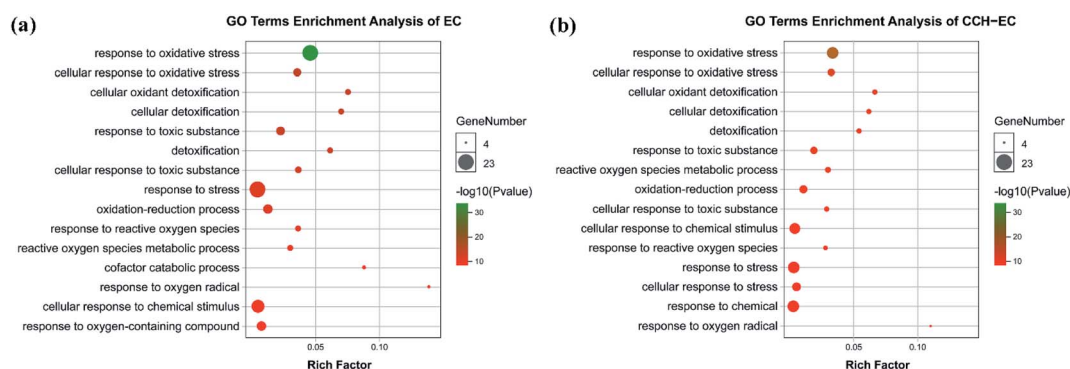 (a)
GO Terms Enrichment Analysis of EC
response to oxidative stress
cellular response to oxidative stress
cellular oxidant detoxification
cellular detoxification
response to toxic substance
detoxification
cellular response to toxic substance
response to stress
oxidation-reduction process
response to reactive oxygen species
reactive oxygen species metabolic process
cofactor catabolic process
response to oxygen radical
cellular response to chemical stimulus
response to oxygen-containing compound
0.05 0.10
Rich Factor
GeneNumber
4
23
-log10(Pvalue)
30
20
10
(b)
GO Terms Enrichment Analysis of CCH-EC
response to oxidative stress
cellular response to oxidative stress
cellular oxidant detoxification
cellular detoxification
detoxification
response to toxic substance
reactive oxygen species metabolic process
oxidation-reduction process
cellular response to toxic substance
cellular response to chemical stimulus
response to reactive oxygen species
response to stress
cellular response to stress
response to chemical
response to oxygen radical
0.05 0.10
Rich Factor
GeneNumber
4
23
-log10(Pvalue)
30
20
10